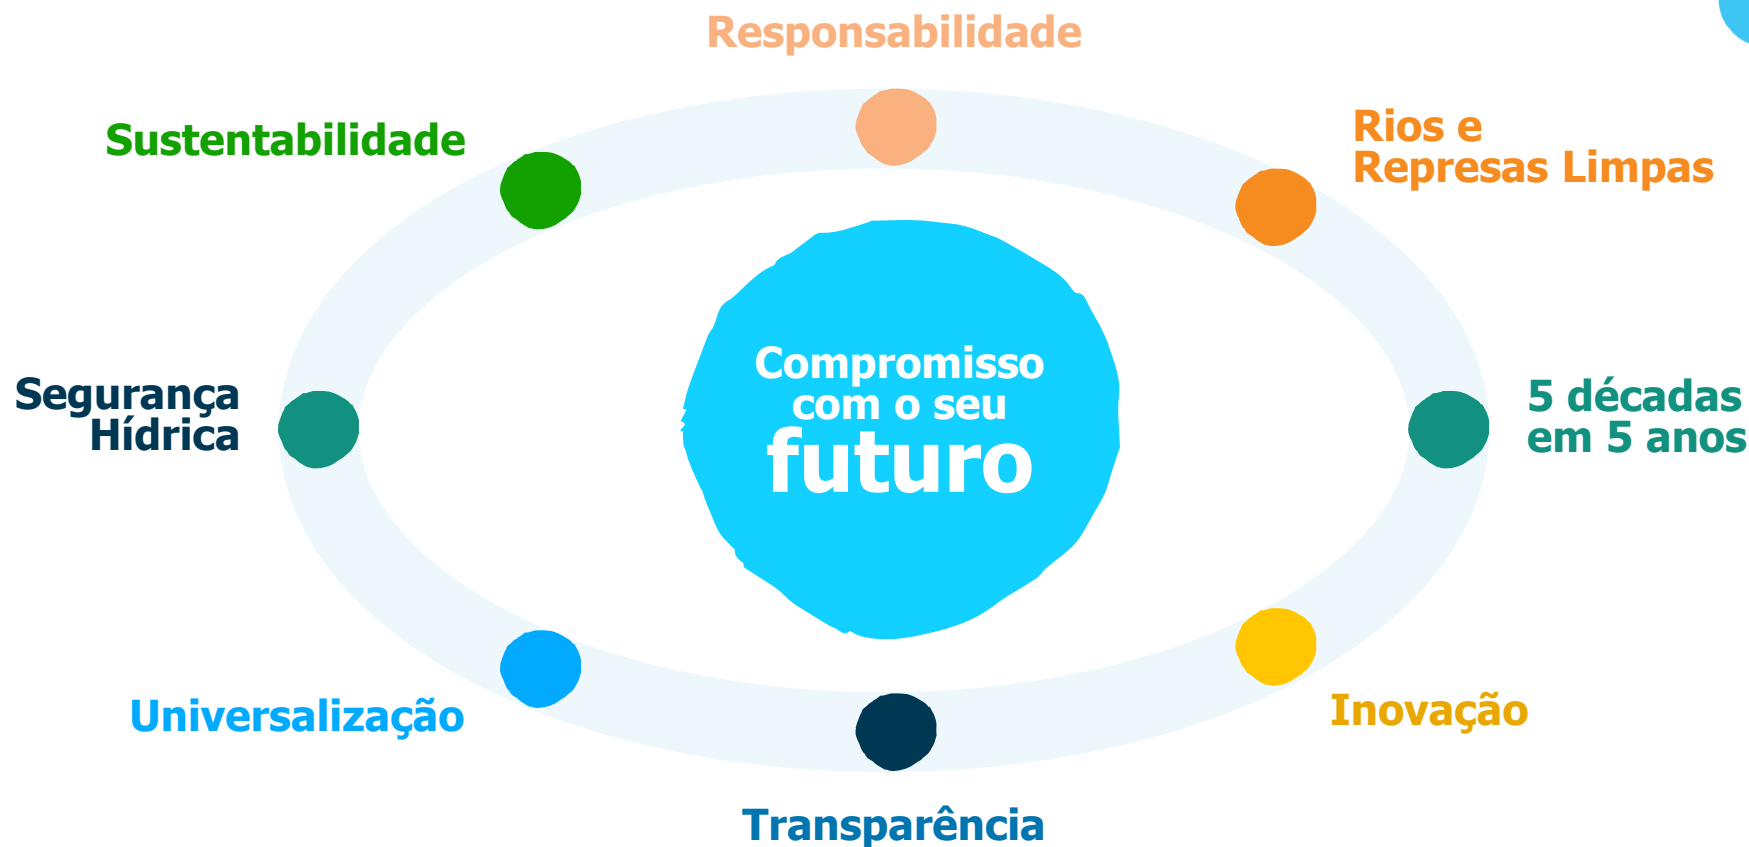 Responsabilidade
Sustentabilidade
Rios e
Represas Limpas
Segurança
Hídrica
Compromisso
com o seu
futuro
5 décadas
em 5 anos
Universalização
Inovação
Transparência